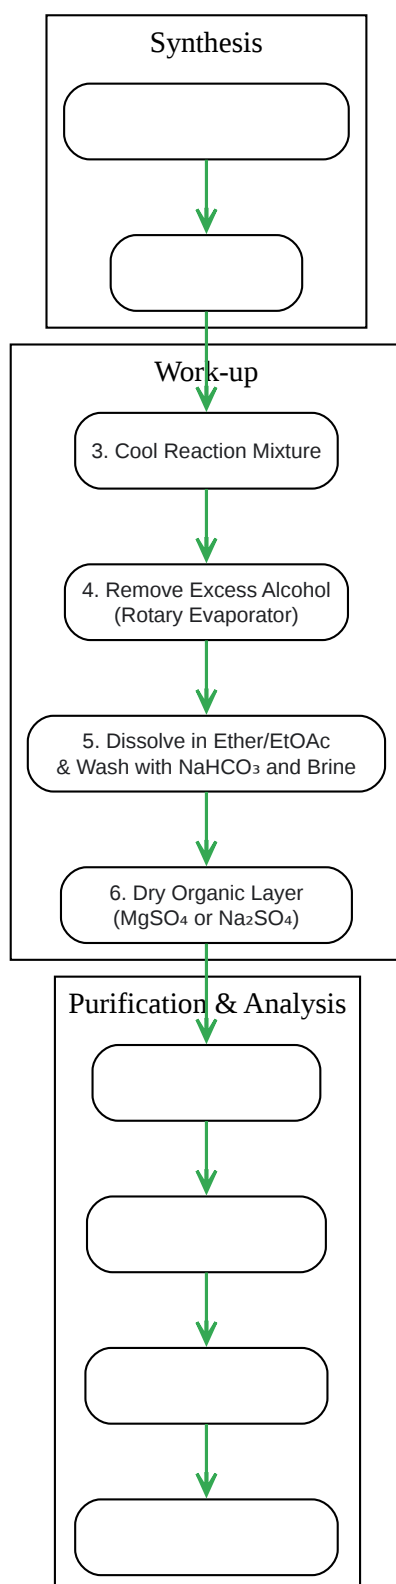 Synthesis
Work-up
3. Cool Reaction Mixture
4. Remove Excess Alcohol
(Rotary Evaporator)
5. Dissolve in Ether/EtOAc
& Wash with NaHCO₃ and Brine
6. Dry Organic Layer
(MgSO₄ or Na₂SO₄)
Purification & Analysis